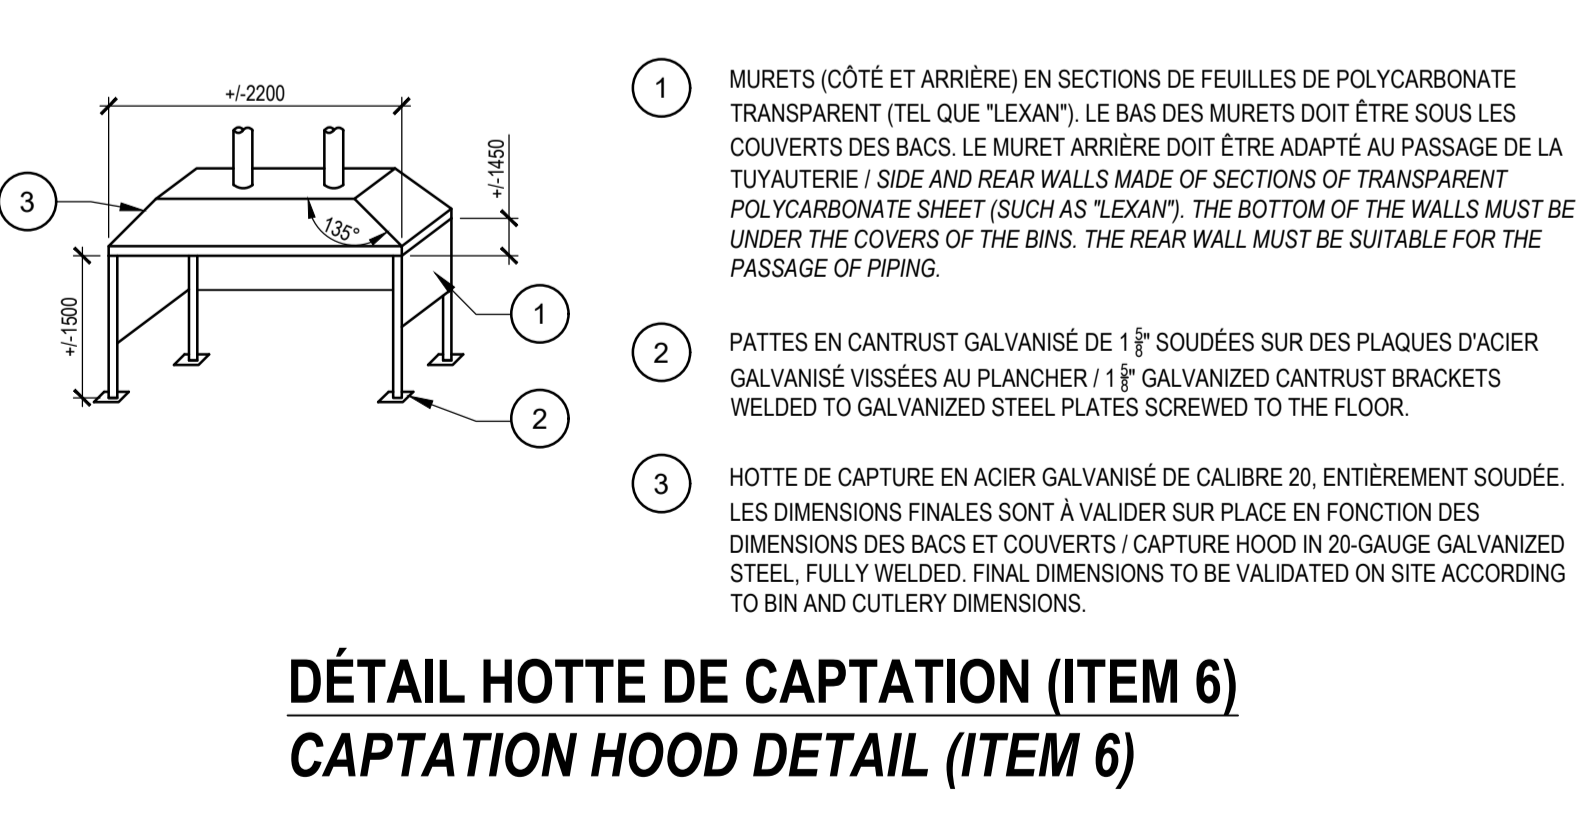 +/-2200
+/-1450
3
135°
+/-1500
1
2
1
MURETS (CÔTÉ ET ARRIÈRE) EN SECTIONS DE FEUILLES DE POLYCARBONATE
TRANSPARENT (TEL QUE "LEXAN"). LE BAS DES MURETS DOIT ÊTRE SOUS LES
COUVERTS DES BACS. LE MURET ARRIÈRE DOIT ÊTRE ADAPTÉ AU PASSAGE DE LA
TUYAUTERIE / SIDE AND REAR WALLS MADE OF SECTIONS OF TRANSPARENT
POLYCARBONATE SHEET (SUCH AS "LEXAN"). THE BOTTOM OF THE WALLS MUST BE
UNDER THE COVERS OF THE BINS. THE REAR WALL MUST BE SUITABLE FOR THE
PASSAGE OF PIPING.
2
PATTES EN CANTRUST GALVANISÉ DE 1 5/8" SOUDÉES SUR DES PLAQUES D'ACIER
GALVANISÉ VISSÉES AU PLANCHER / 1 5/8" GALVANIZED CANTRUST BRACKETS
WELDED TO GALVANIZED STEEL PLATES SCREWED TO THE FLOOR.
3
HOTTE DE CAPTURE EN ACIER GALVANISÉ DE CALIBRE 20, ENTIÈREMENT SOUDÉE.
LES DIMENSIONS FINALES SONT À VALIDER SUR PLACE EN FONCTION DES
DIMENSIONS DES BACS ET COUVERTS / CAPTURE HOOD IN 20-GAUGE GALVANIZED
STEEL, FULLY WELDED. FINAL DIMENSIONS TO BE VALIDATED ON SITE ACCORDING
TO BIN AND CUTLERY DIMENSIONS.
DÉTAIL HOTTE DE CAPTATION (ITEM 6)
CAPTATION HOOD DETAIL (ITEM 6)